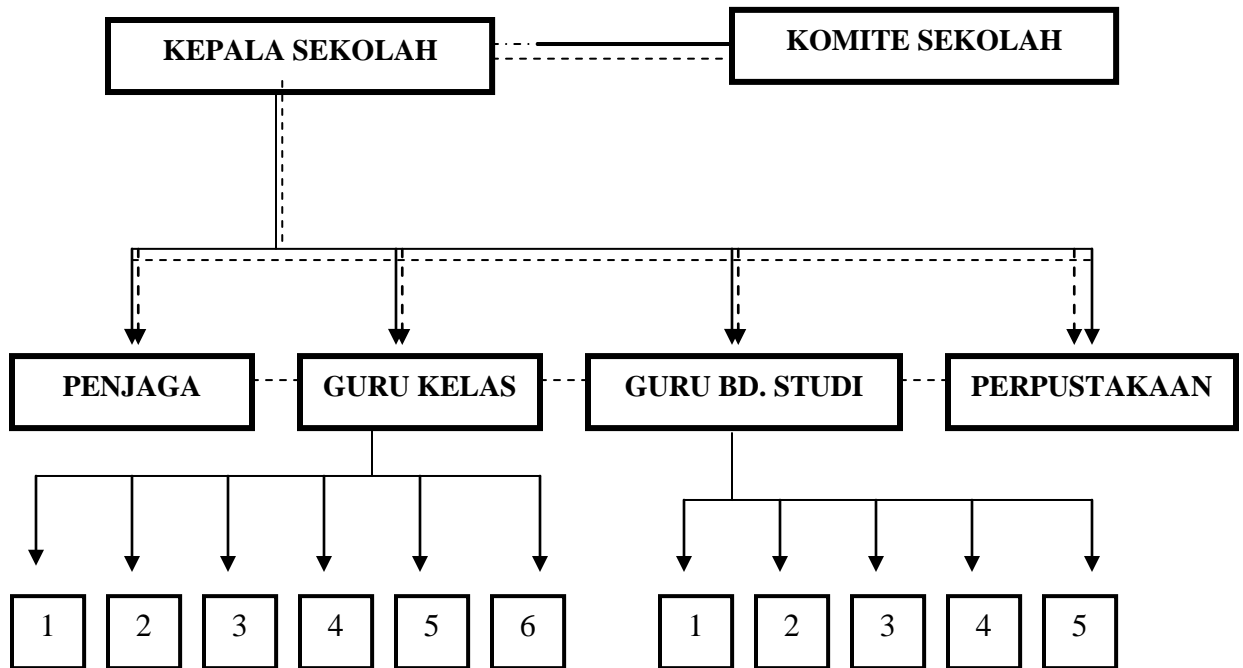 KEPALA SEKOLAH
KOMITE SEKOLAH
PENJAGA
GURU KELAS
GURU BD. STUDI
PERPUSTAKAAN
1
2
3
4
5
6
1
2
3
4
5